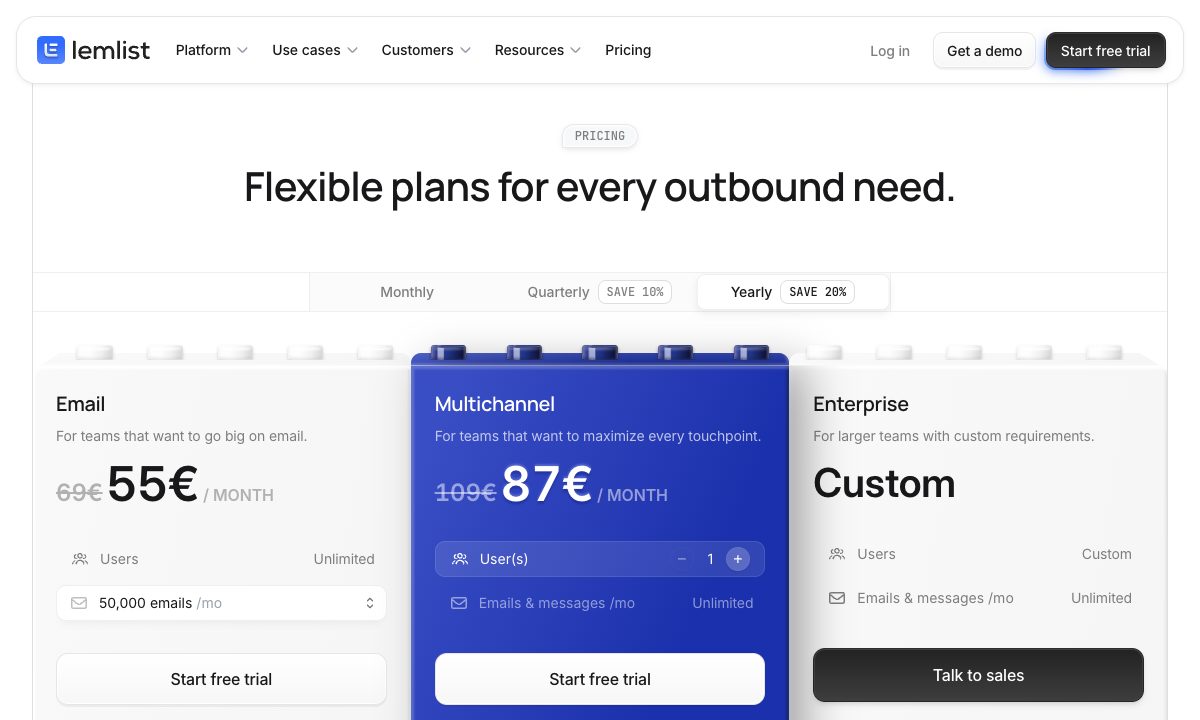 lemlist Platform Use cases Customers Resources Pricing Log in Get a demo Start free trial
PRICING
Flexible plans for every outbound need.
Monthly Quarterly SAVE 10% Yearly SAVE 20%
Email
For teams that want to go big on email.
69€ 55€ / MONTH
Users Unlimited
50,000 emails /mo
Start free trial
Multichannel
For teams that want to maximize every touchpoint.
109€ 87€ / MONTH
User(s) − 1 +
Emails & messages /mo Unlimited
Start free trial
Enterprise
For larger teams with custom requirements.
Custom
Users Custom
Emails & messages /mo Unlimited
Talk to sales